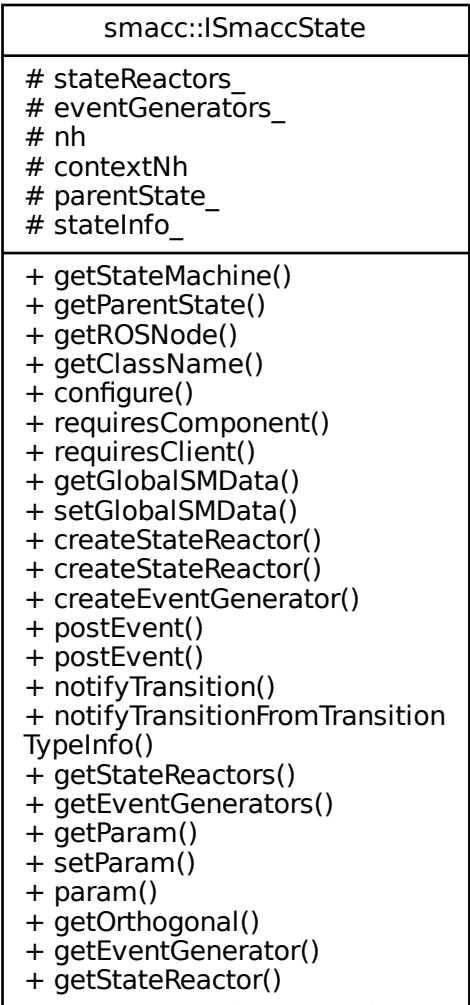 smacc::ISmaccState
# stateReactors_
# eventGenerators_
# nh
# contextNh
# parentState_
# stateInfo_
+ getStateMachine()
+ getParentState()
+ getROSNode()
+ getClassName()
+ configure()
+ requiresComponent()
+ requiresClient()
+ getGlobalSMData()
+ setGlobalSMData()
+ createStateReactor()
+ createStateReactor()
+ createEventGenerator()
+ postEvent()
+ postEvent()
+ notifyTransition()
+ notifyTransitionFromTransition
TypeInfo()
+ getStateReactors()
+ getEventGenerators()
+ getParam()
+ setParam()
+ param()
+ getOrthogonal()
+ getEventGenerator()
+ getStateReactor()